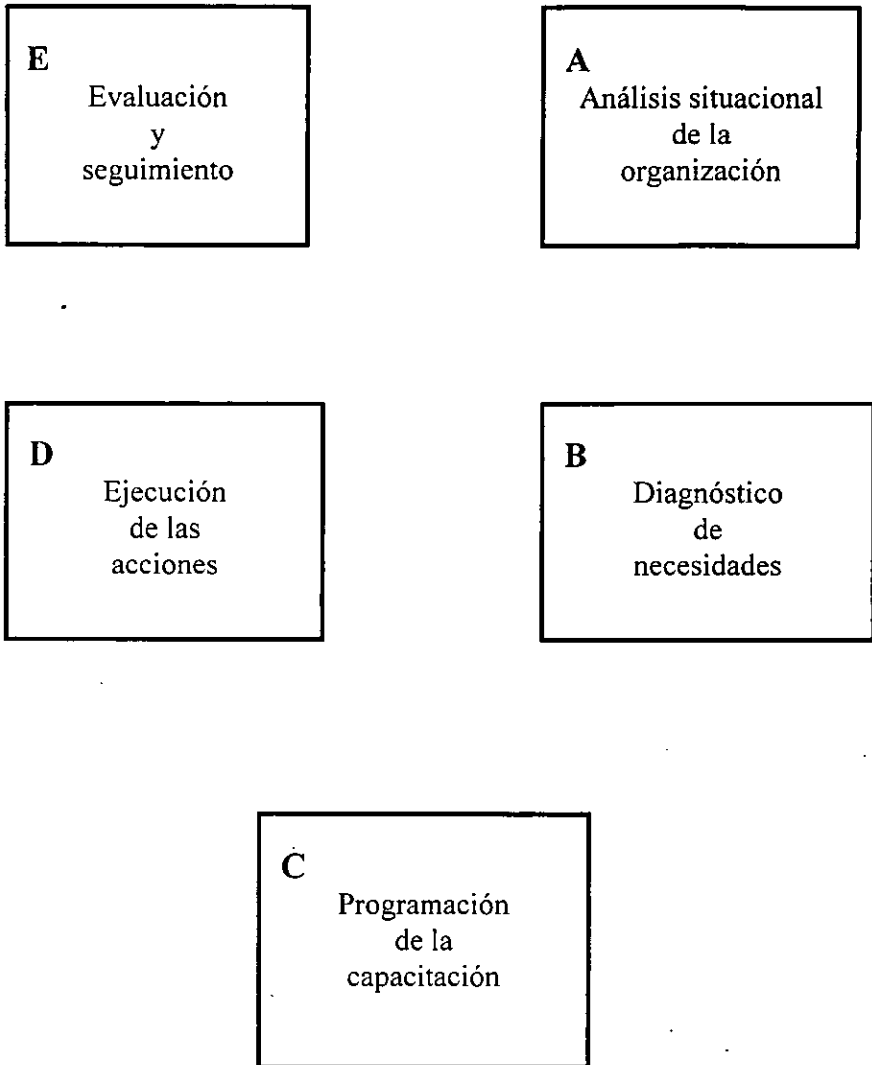 E
Evaluación
y
seguimiento
A
Análisis situacional
de la
organización
D
Ejecución
de las
acciones
B
Diagnóstico
de
necesidades
C
Programación
de la
capacitación